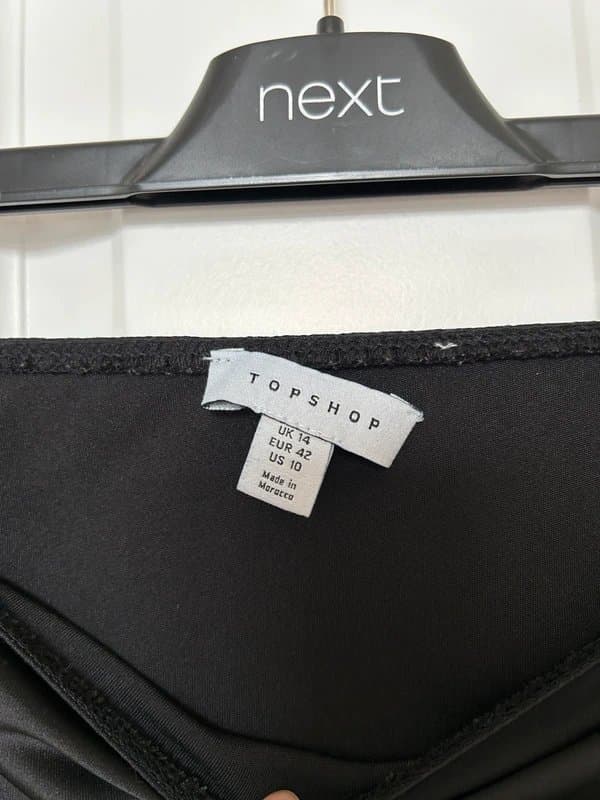 next
TOPSHOP
UK 14
EUR 42
US 10
Made in
Morocco